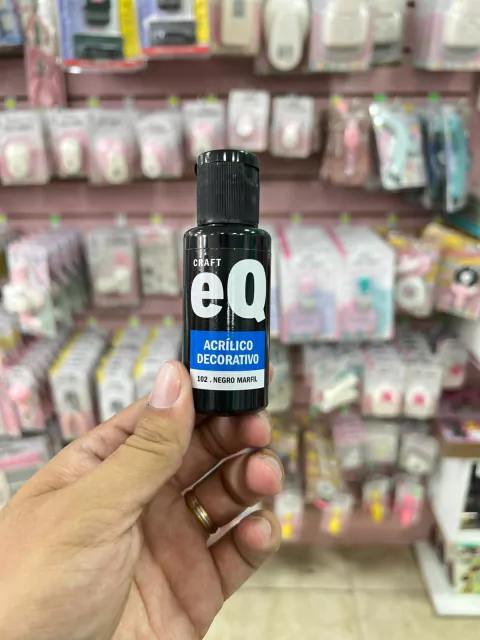 CRAFT
eQ
ACRÍLICO
DECORATIVO
102 . NEGRO MARFIL